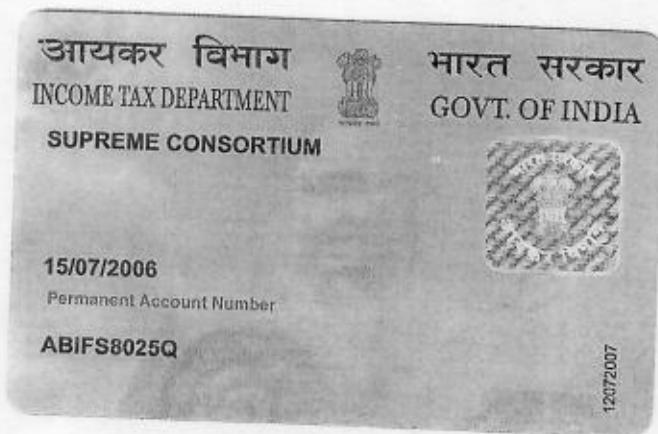 आयकर विभाग
INCOME TAX DEPARTMENT
भारत सरकार
GOVT. OF INDIA
SUPREME CONSORTIUM
15/07/2006
Permanent Account Number
ABIFS8025Q
12072007